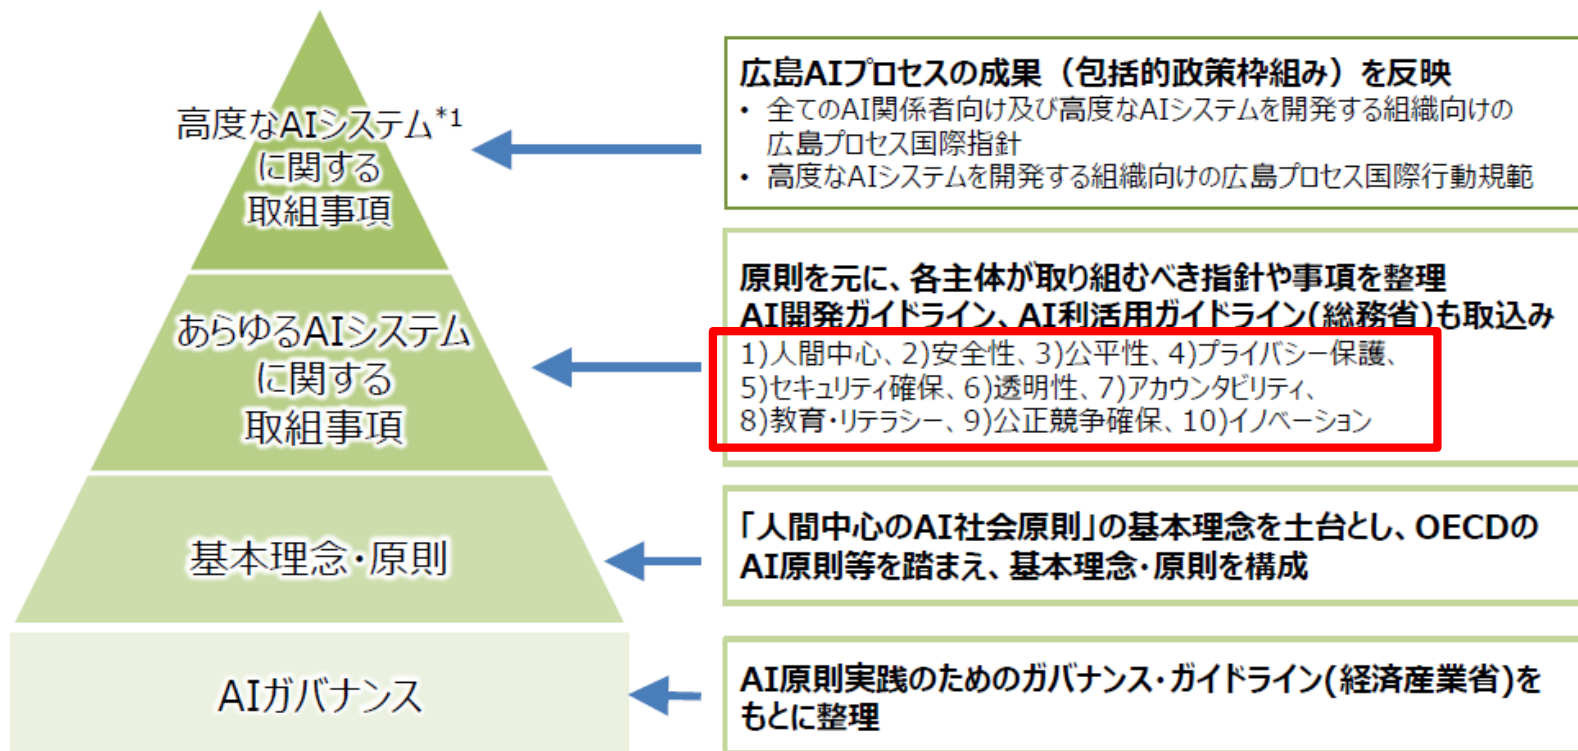 高度なAIシステム*1
に関する
取組事項
広島AIプロセスの成果（包括的政策枠組み）を反映
• 全てのAI関係者向け及び高度なAIシステムを開発する組織向けの
広島プロセス国際指針
• 高度なAIシステムを開発する組織向けの広島プロセス国際行動規範
あらゆるAIシステム
に関する
取組事項
原則を元に、各主体が取り組むべき指針や事項を整理
AI開発ガイドライン、AI利活用ガイドライン(総務省)も取込み
1)人間中心、2)安全性、3)公平性、4)プライバシー保護、
5)セキュリティ確保、6)透明性、7)アカウンタビリティ、
8)教育・リテラシー、9)公正競争確保、10)イノベーション
基本理念・原則
「人間中心のAI社会原則」の基本理念を土台とし、OECDの
AI原則等を踏まえ、基本理念・原則を構成
AIガバナンス
AI原則実践のためのガバナンス・ガイドライン(経済産業省)を
もとに整理